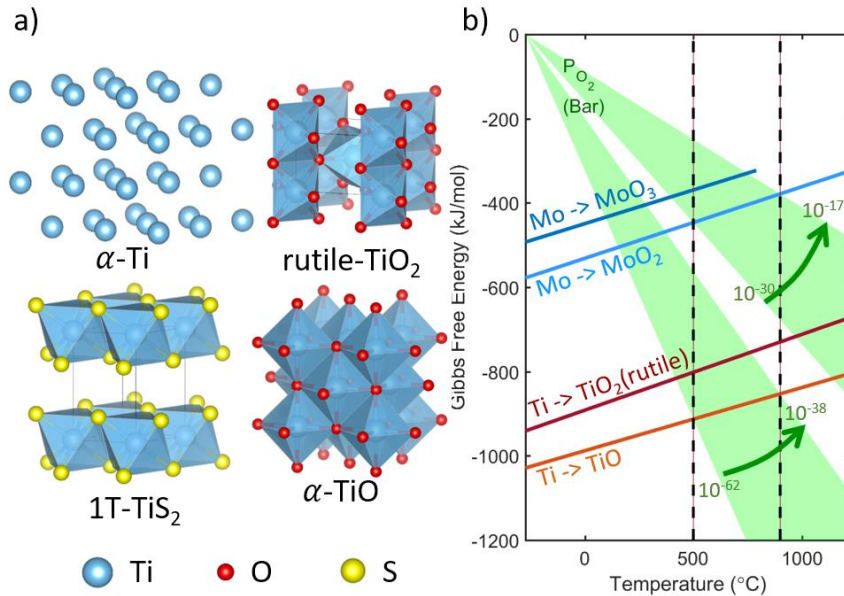 a)
α-Ti
rutile-TiO₂
1T-TiS₂
α-TiO
Ti
O
S
b)
Gibbs Free Energy (kJ/mol)
-0
-200
-400
-600
-800
-1000
-1200
P_O₂
(Bar)
Mo -> MoO₃
Mo -> MoO₂
Ti -> TiO₂(rutile)
Ti -> TiO
10⁻¹⁷
10⁻³⁰
10⁻³⁸
10⁻⁶²
0
500
1000
Temperature (°C)